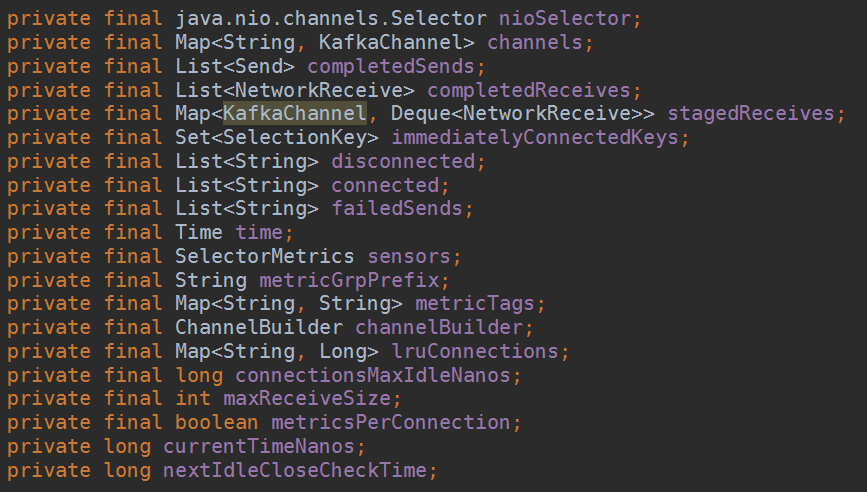 private final java.nio.channels.Selector nioSelector;
private final Map<String, KafkaChannel> channels;
private final List<Send> completedSends;
private final List<NetworkReceive> completedReceives;
private final Map<KafkaChannel, Deque<NetworkReceive>> stagedReceives;
private final Set<SelectionKey> immediatelyConnectedKeys;
private final List<String> disconnected;
private final List<String> connected;
private final List<String> failedSends;
private final Time time;
private final SelectorMetrics sensors;
private final String metricGrpPrefix;
private final Map<String, String> metricTags;
private final ChannelBuilder channelBuilder;
private final Map<String, Long> lruConnections;
private final long connectionsMaxIdleNanos;
private final int maxReceiveSize;
private final boolean metricsPerConnection;
private long currentTimeNanos;
private long nextIdleCloseCheckTime;